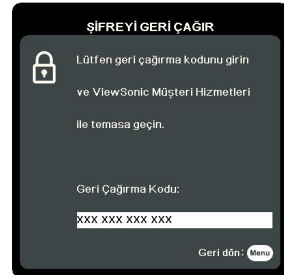 ŞİFREYİ GERİ ÇAĞIR
Lütfen geri çağırma kodunu girin
ve ViewSonic Müşteri Hizmetleri
ile temasa geçin.
Geri Çağırma Kodu:
XXX XXX XXX XXX
Geri dön: Menu